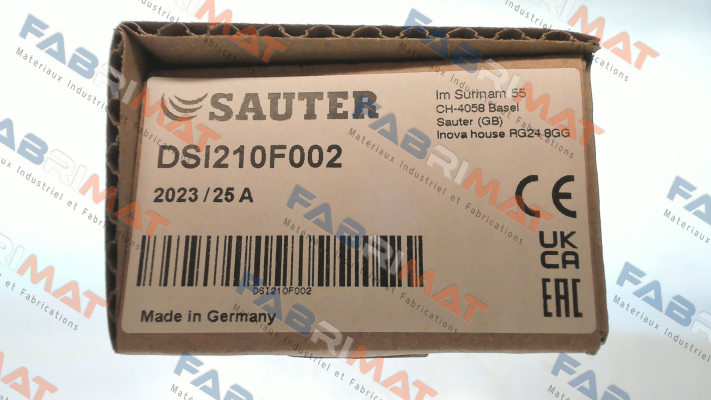 SAUTER
Im Surinam 55
CH-4058 Basel
Sauter (GB)
Inova house RG24 8GG
DSI210F002
2023 / 25 A
CE
UK
CA
EAC
DSI210F002
Made in Germany
FABRIMAT
Materiaux Industriel et Fabrications